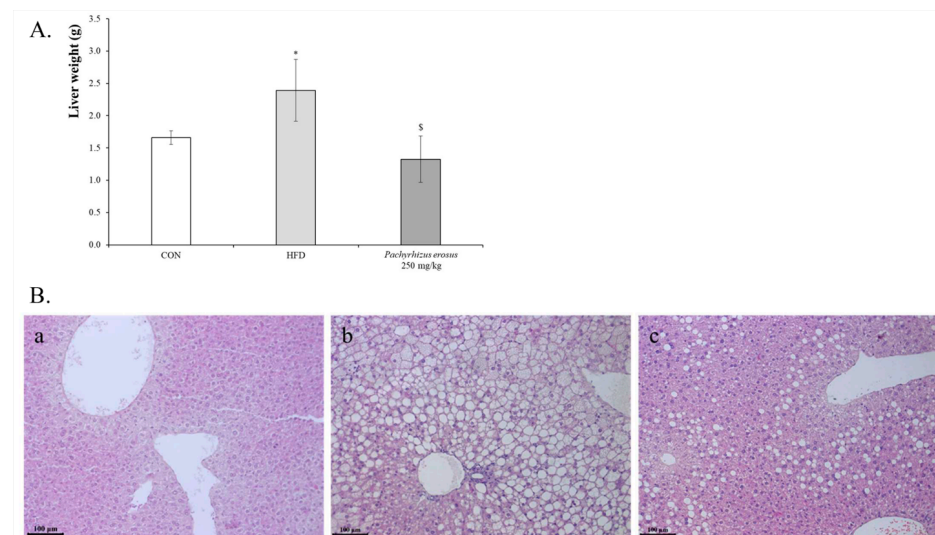 A.
Liver weight (g)
3.5
3.0
2.5
2.0
1.5
1.0
0.5
0.0
*
$
CON
HFD
Pachyrhizus erosus
250 mg/kg
B.
a
b
c
100 µm
100 µm
100 µm